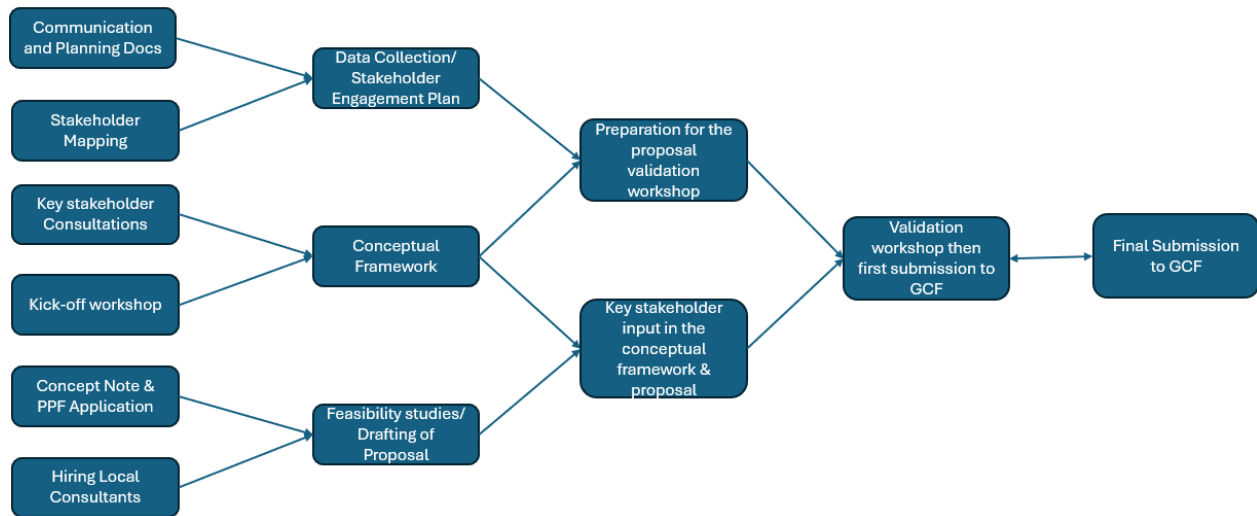 Communication
and Planning Docs
Stakeholder
Mapping
Key stakeholder
Consultations
Kick-off workshop
Concept Note &
PPF Application
Hiring Local
Consultants
Data Collection/
Stakeholder
Engagement Plan
Conceptual
Framework
Feasibility studies/
Drafting of
Proposal
Preparation for the
proposal
validation
workshop
Key stakeholder
input in the
conceptual
framework &
proposal
Validation
workshop then
first submission to
GCF
Final Submission
to GCF